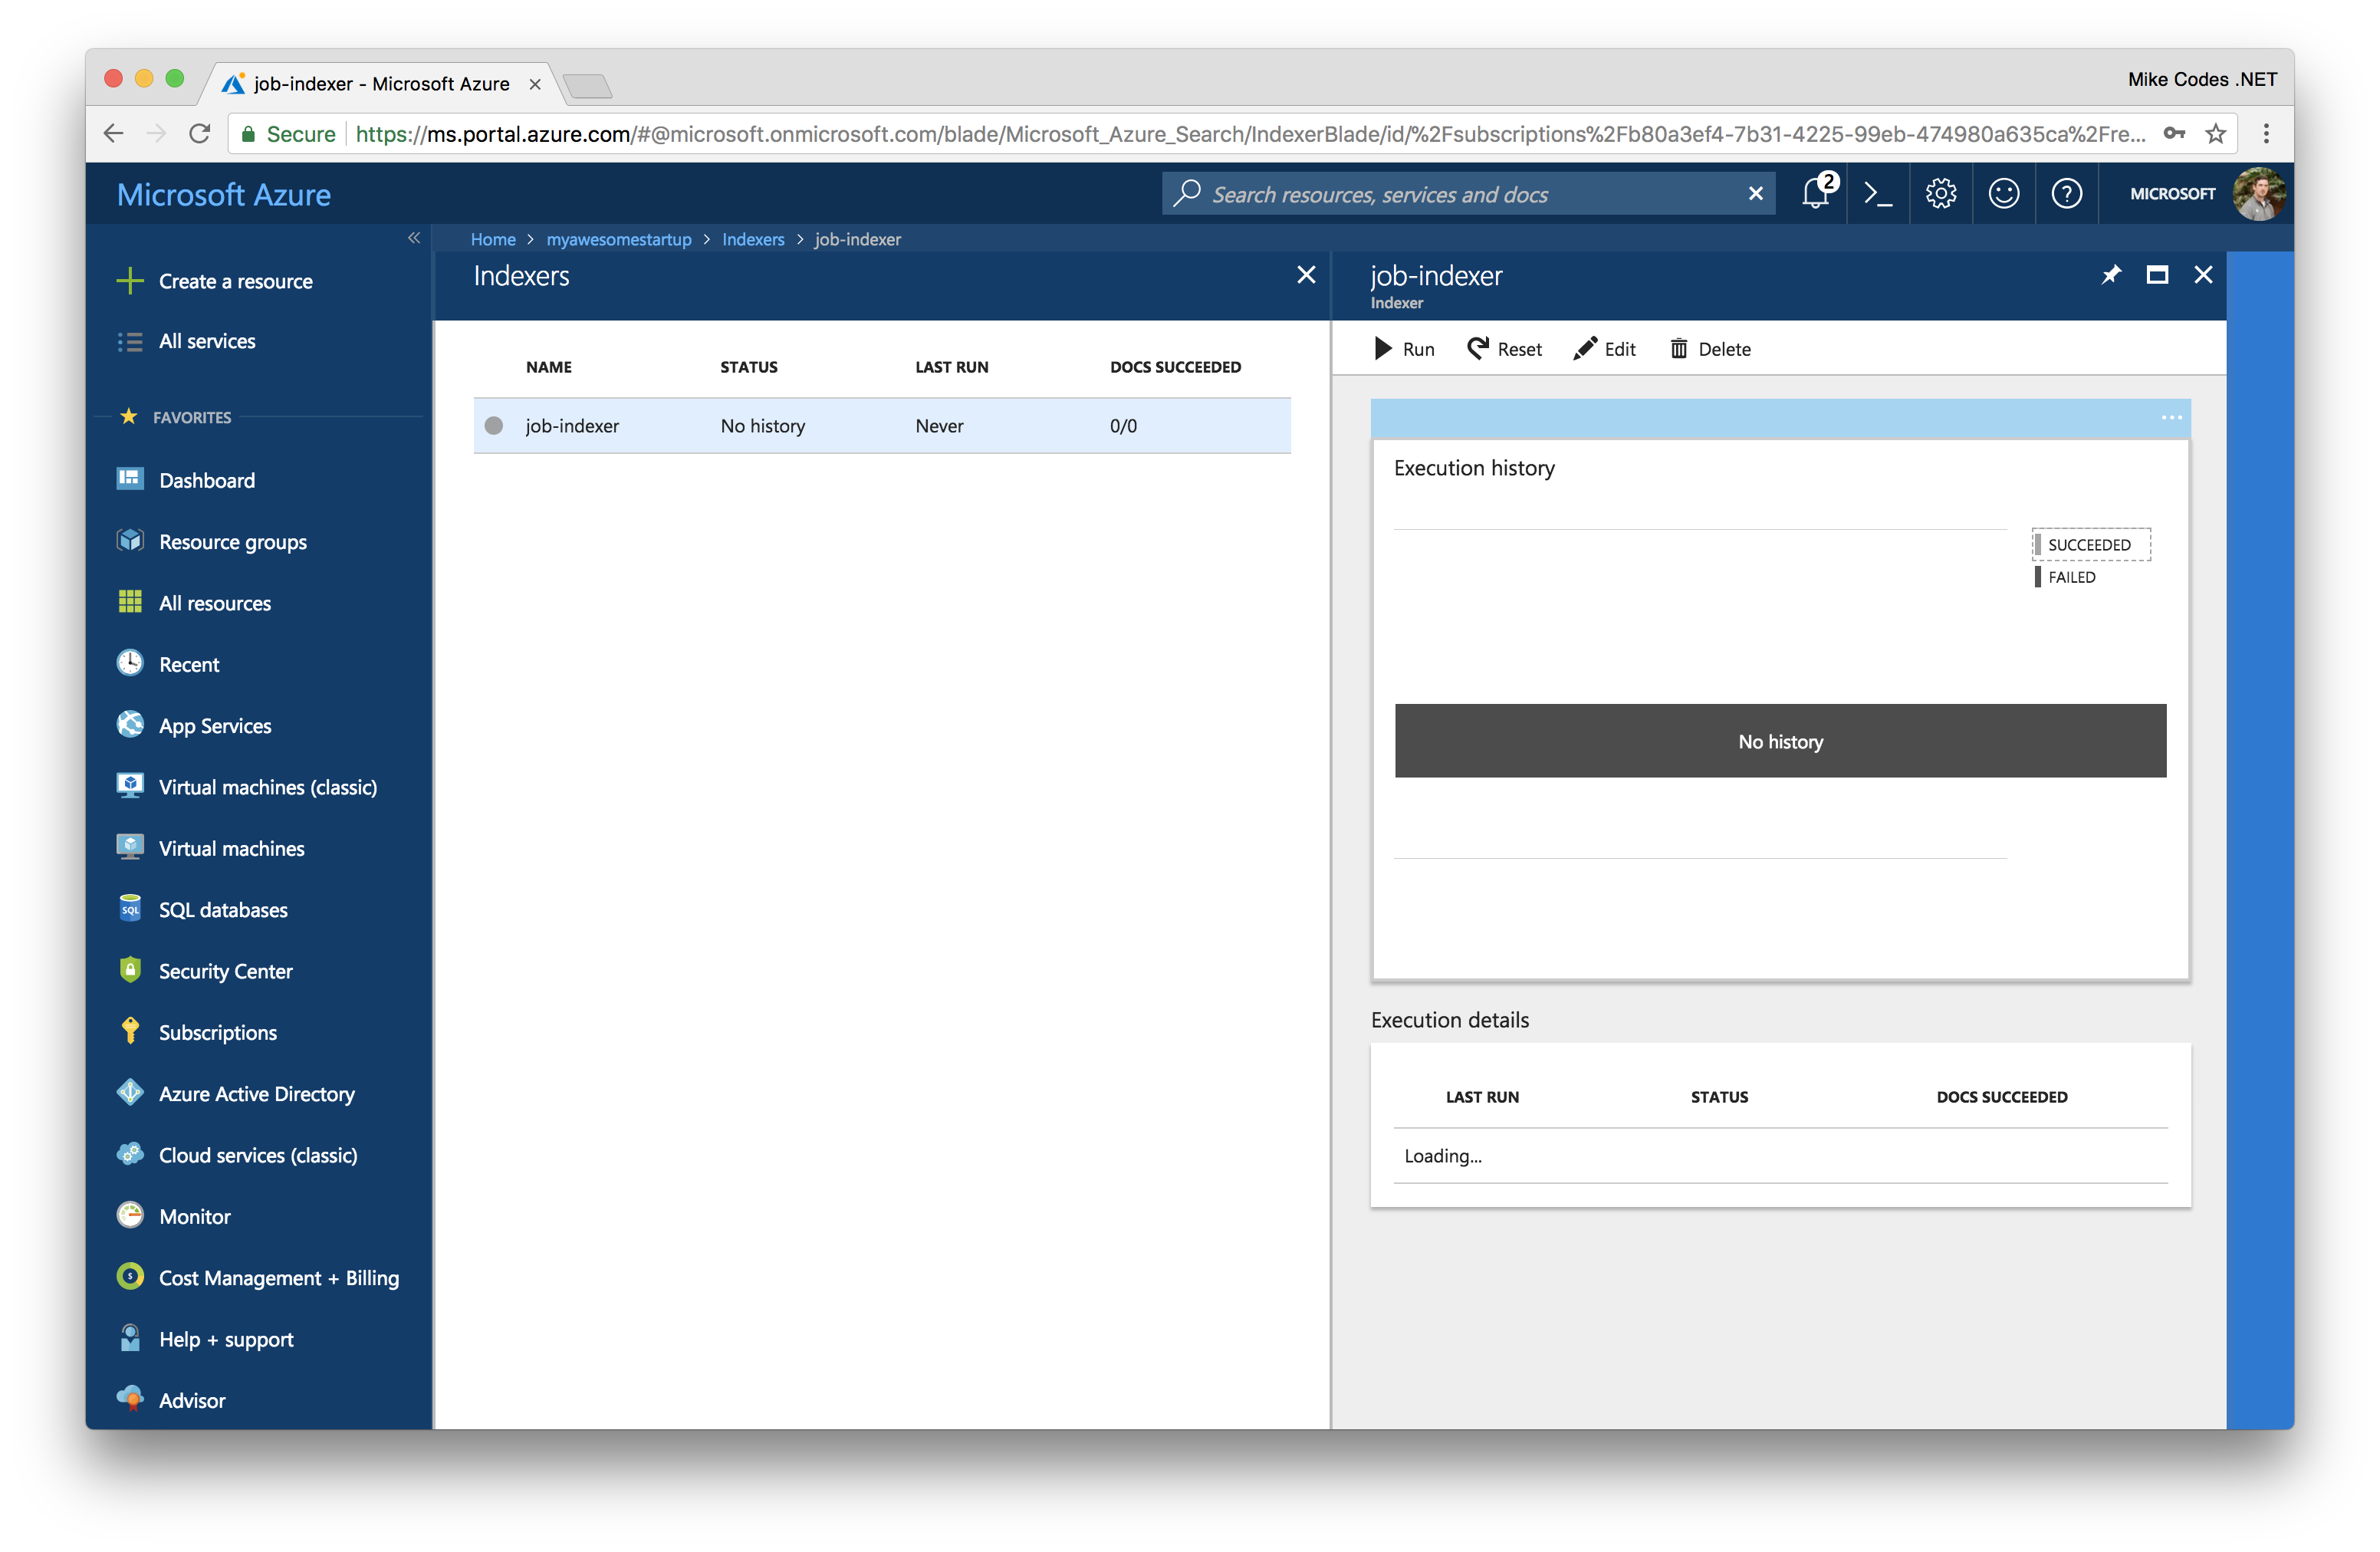 job-indexer - Microsoft Azure
Mike Codes .NET
Secure https://ms.portal.azure.com/#@microsoft.onmicrosoft.com/blade/Microsoft_Azure_Search/IndexerBlade/id/%2Fsubscriptions%2Fb80a3ef4-7b31-4225-99eb-474980a635ca%2Fre...
Microsoft Azure
Search resources, services and docs
2
MICROSOFT
Home > myawesomestartup > Indexers > job-indexer
Create a resource
All services
FAVORITES
Dashboard
Resource groups
All resources
Recent
App Services
Virtual machines (classic)
Virtual machines
SQL
SQL databases
Security Center
Subscriptions
Azure Active Directory
Cloud services (classic)
Monitor
Cost Management + Billing
Help + support
Advisor
Indexers
NAME STATUS LAST RUN DOCS SUCCEEDED
job-indexer No history Never 0/0
job-indexer
Indexer
Run Reset Edit Delete
Execution history
SUCCEEDED
FAILED
No history
Execution details
LAST RUN STATUS DOCS SUCCEEDED
Loading...